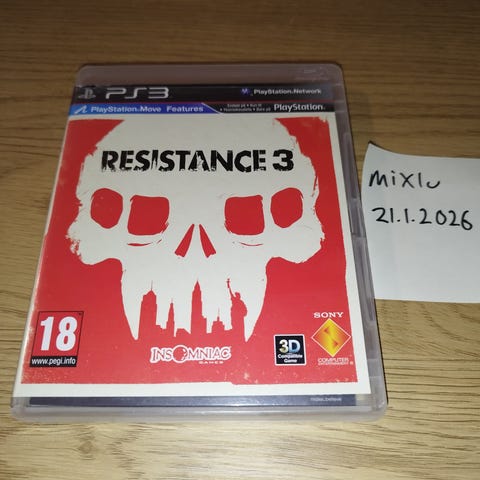 PS3
PlayStation®Network
PlayStation®Move Features
PlayStation®
RESISTANCE 3
mixlu
21.1.2026
18
www.pegi.info
INSOMNIAC
GAMES
3D
Compatible
Game
SONY
COMPUTER
ENTERTAINMENT